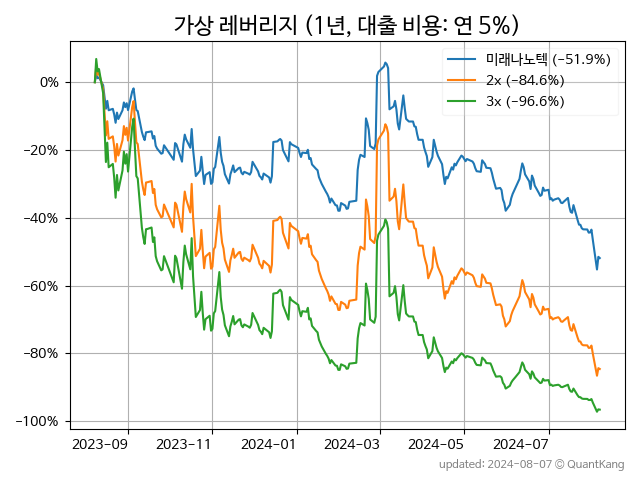 가상 레버리지 (1년, 대출 비용: 연 5%)
미래나노텍 (−51.9%)
2x (−84.6%)
3x (−96.6%)
0%
−20%
−40%
−60%
−80%
−100%
2023-09 2023-11 2024-01 2024-03 2024-05 2024-07
updated: 2024-08-07 © QuantKang